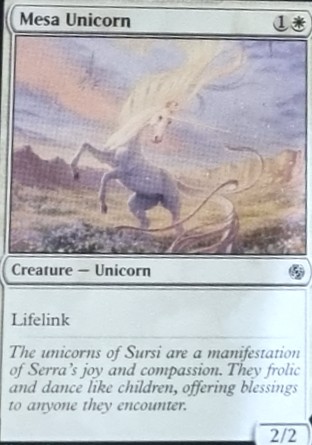 Mesa Unicorn 1
Creature — Unicorn
Lifelink
The unicorns of Sursi are a manifestation
of Serra's joy and compassion. They frolic
and dance like children, offering blessings
to anyone they encounter.
2/2